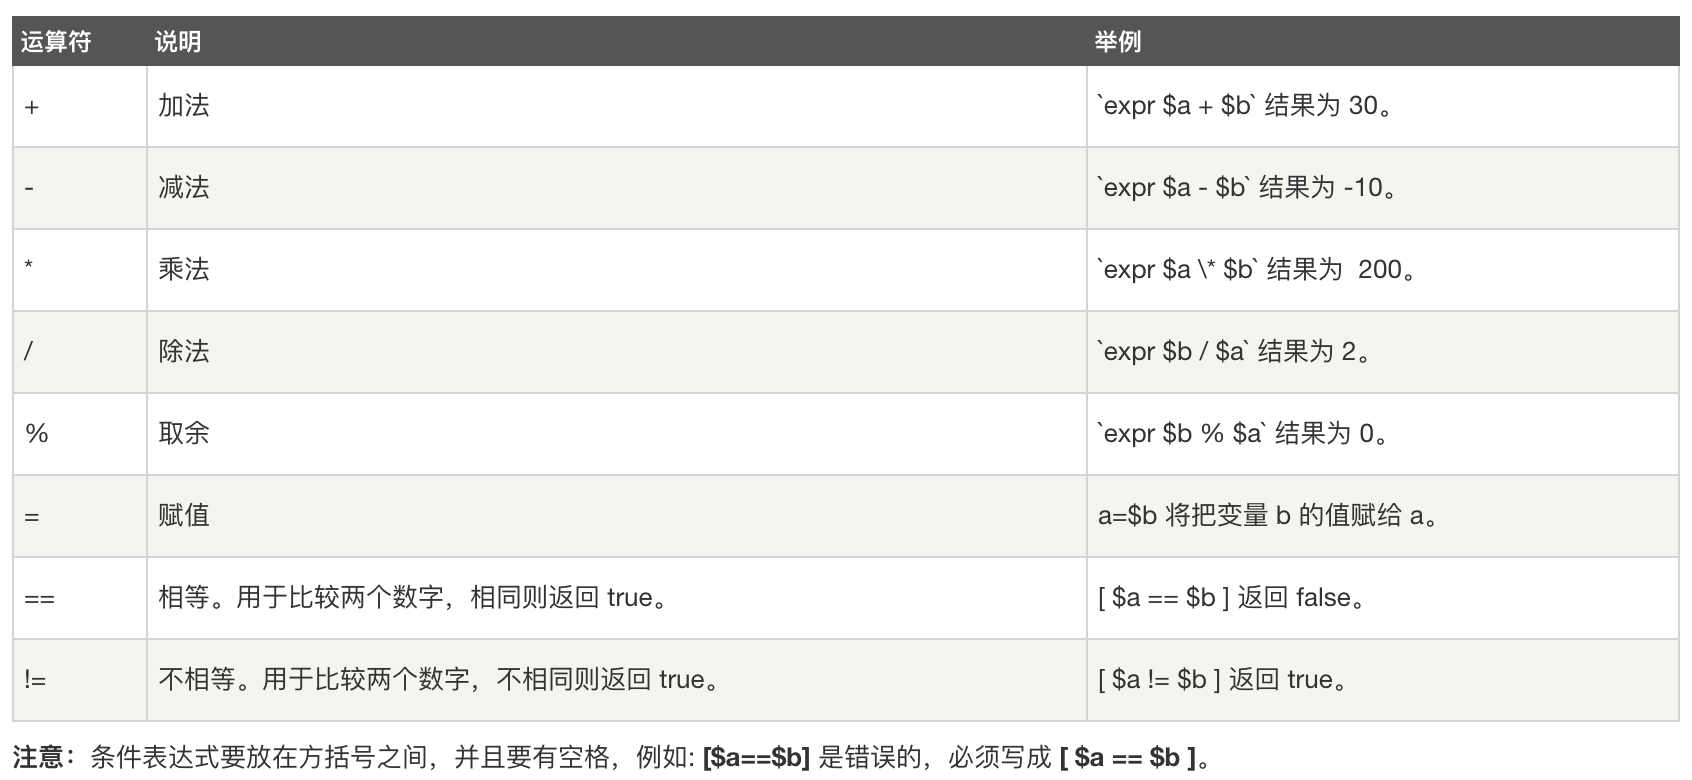 运算符 说明 举例
+ 加法 `expr $a + $b` 结果为 30。
- 减法 `expr $a - $b` 结果为 -10。
* 乘法 `expr $a \* $b` 结果为  200。
/ 除法 `expr $b / $a` 结果为 2。
% 取余 `expr $b % $a` 结果为 0。
= 赋值 a=$b 将把变量 b 的值赋给 a。
== 相等。用于比较两个数字，相同则返回 true。 [ $a == $b ] 返回 false。
!= 不相等。用于比较两个数字，不相同则返回 true。 [ $a != $b ] 返回 true。
注意：条件表达式要放在方括号之间，并且要有空格，例如: [$a==$b] 是错误的，必须写成 [ $a == $b ]。